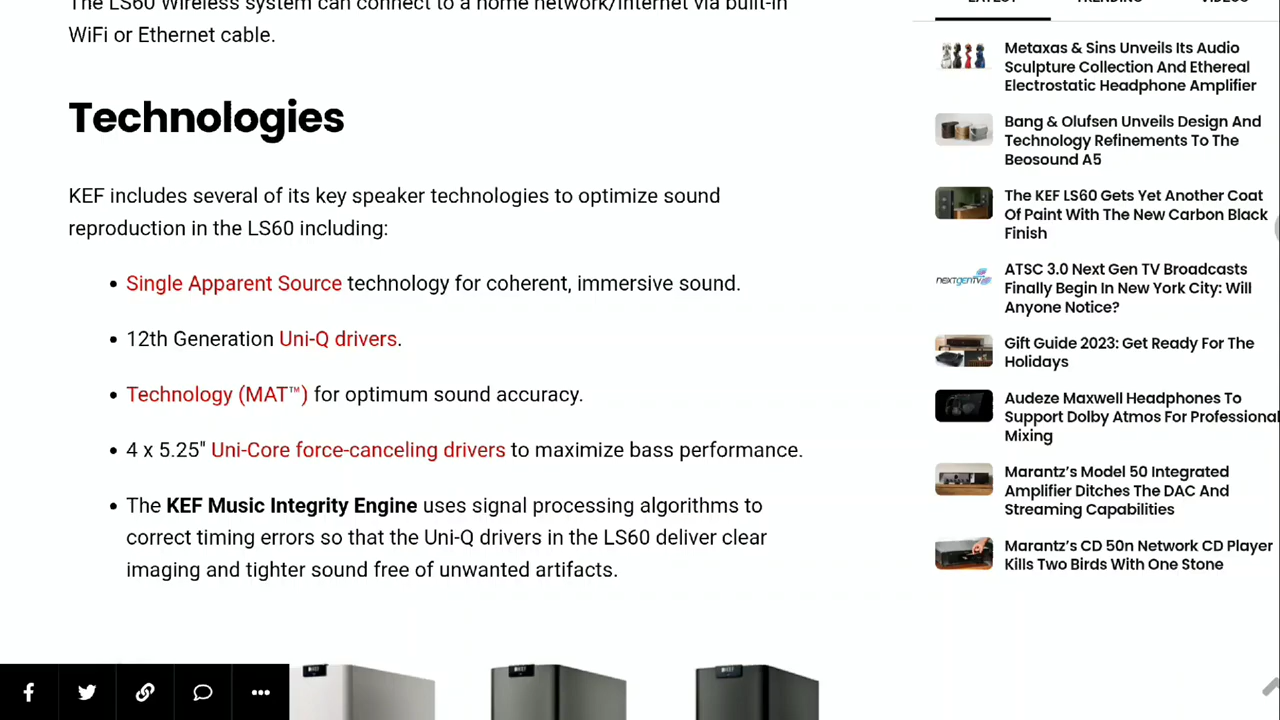 The LS60 Wireless system can connect to a home network/internet via built-in
WiFi or Ethernet cable.
Technologies
KEF includes several of its key speaker technologies to optimize sound
reproduction in the LS60 including:
• Single Apparent Source technology for coherent, immersive sound.
• 12th Generation Uni-Q drivers.
• Technology (MAT™) for optimum sound accuracy.
• 4 x 5.25" Uni-Core force-canceling drivers to maximize bass performance.
• The KEF Music Integrity Engine uses signal processing algorithms to
correct timing errors so that the Uni-Q drivers in the LS60 deliver clear
imaging and tighter sound free of unwanted artifacts.
LATEST TRENDING VIDEOS
Metaxas & Sins Unveils Its Audio
Sculpture Collection And Ethereal
Electrostatic Headphone Amplifier
Bang & Olufsen Unveils Design And
Technology Refinements To The
Beosound A5
The KEF LS60 Gets Yet Another Coat
Of Paint With The New Carbon Black
Finish
nextgentv
ATSC 3.0 Next Gen TV Broadcasts
Finally Begin In New York City: Will
Anyone Notice?
Gift Guide 2023: Get Ready For The
Holidays
Audeze Maxwell Headphones To
Support Dolby Atmos For Professional
Mixing
Marantz’s Model 50 Integrated
Amplifier Ditches The DAC And
Streaming Capabilities
Marantz’s CD 50n Network CD Player
Kills Two Birds With One Stone
KEF
KEF
KEF